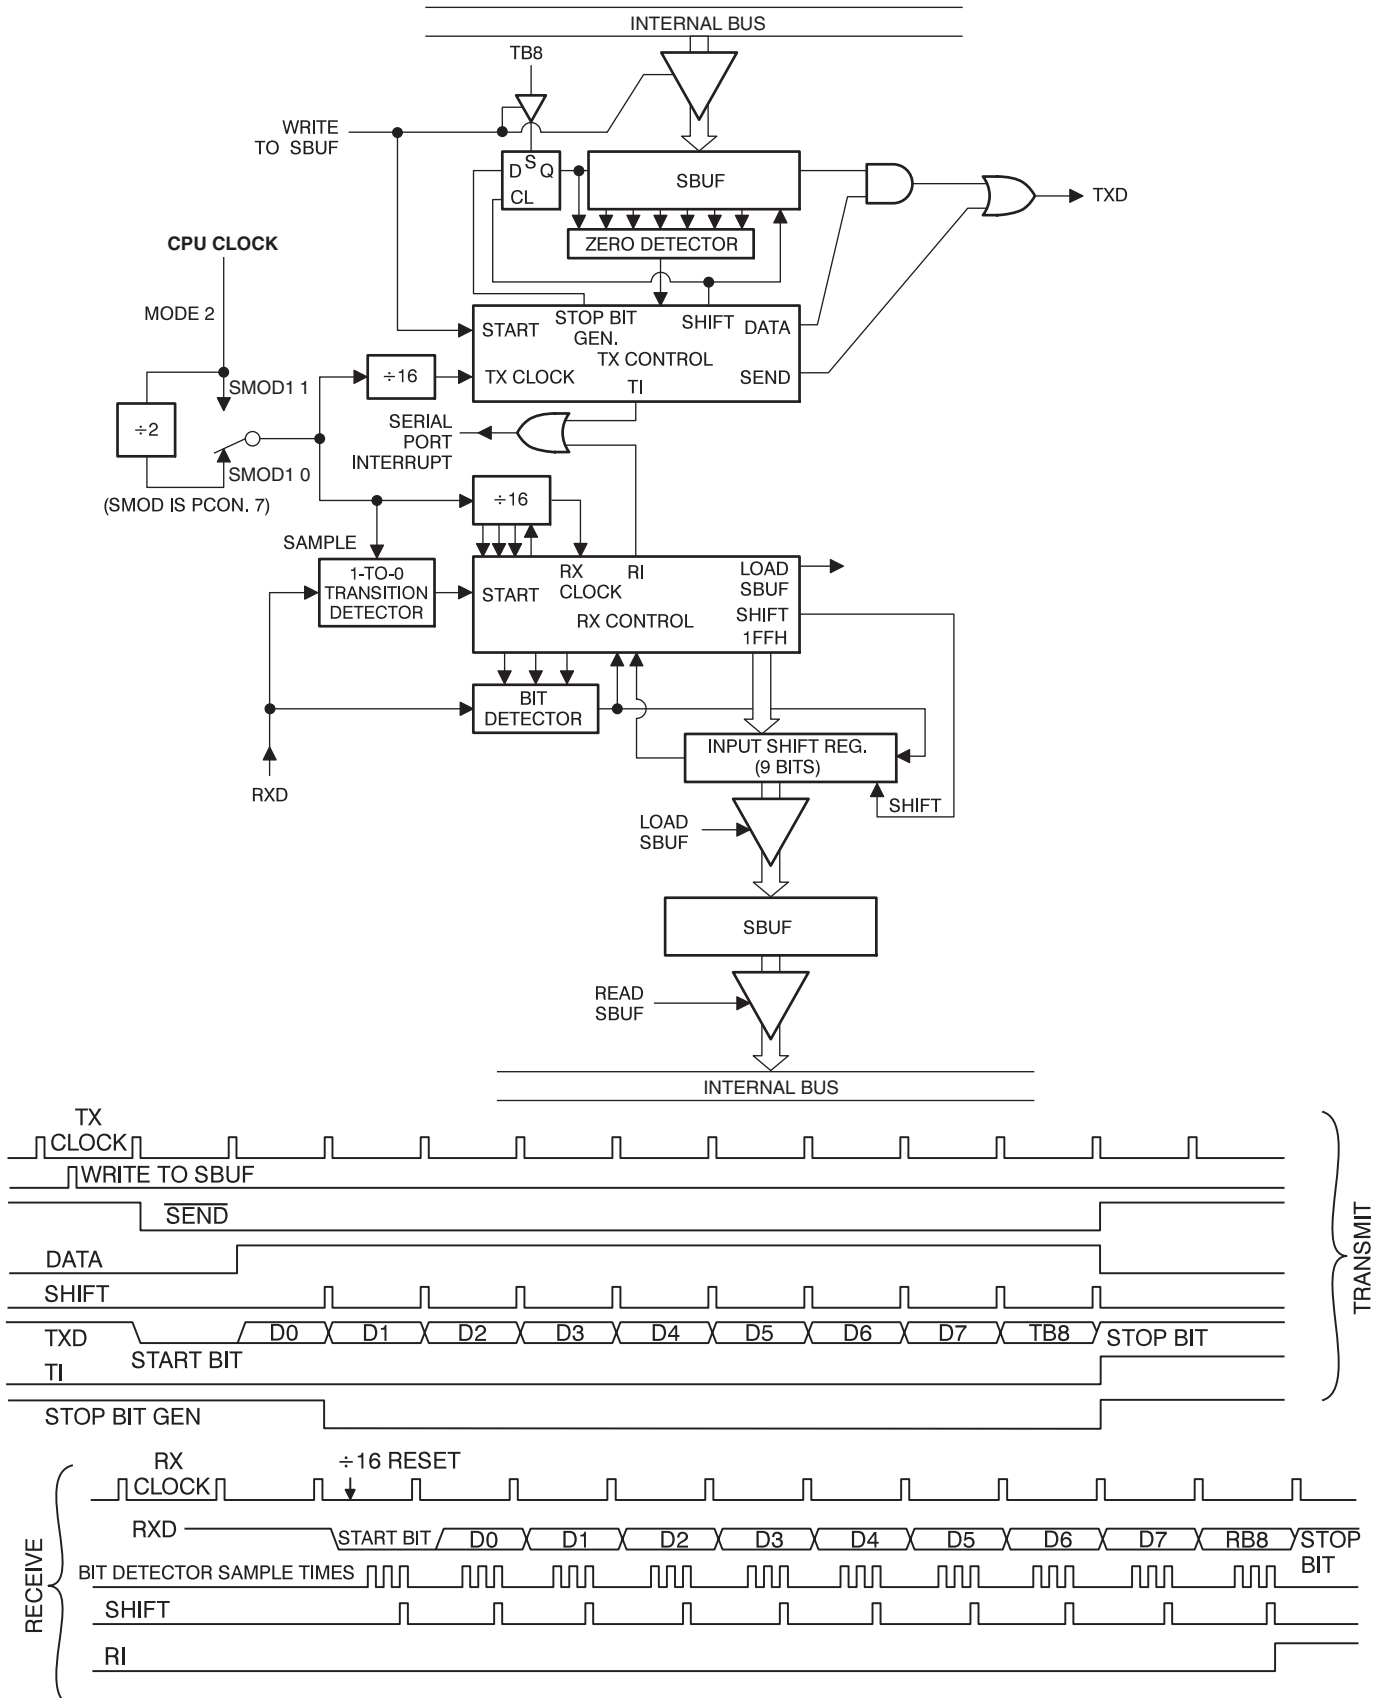 INTERNAL BUS
TB8
WRITE
TO SBUF
D S Q
CL
SBUF
TXD
ZERO DETECTOR
CPU CLOCK
MODE 2
START
STOP BIT
GEN.
SHIFT
DATA
TX CONTROL
÷16
TX CLOCK
SEND
TI
SMOD1 1
÷2
SERIAL
PORT
INTERRUPT
SMOD1 0
(SMOD IS PCON. 7)
÷16
SAMPLE
1-TO-0
TRANSITION
DETECTOR
START
RX
CLOCK
RI
LOAD
SBUF
SHIFT
RX CONTROL
1FFH
BIT
DETECTOR
INPUT SHIFT REG.
(9 BITS)
RXD
SHIFT
LOAD
SBUF
SBUF
READ
SBUF
INTERNAL BUS
TX
CLOCK
WRITE TO SBUF
SEND
DATA
SHIFT
TXD
D0 D1 D2 D3 D4 D5 D6 D7 TB8 STOP BIT
START BIT
TI
STOP BIT GEN
TRANSMIT
RX
CLOCK
÷16 RESET
RXD
START BIT D0 D1 D2 D3 D4 D5 D6 D7 RB8 STOP
BIT
BIT DETECTOR SAMPLE TIMES
SHIFT
RI
RECEIVE